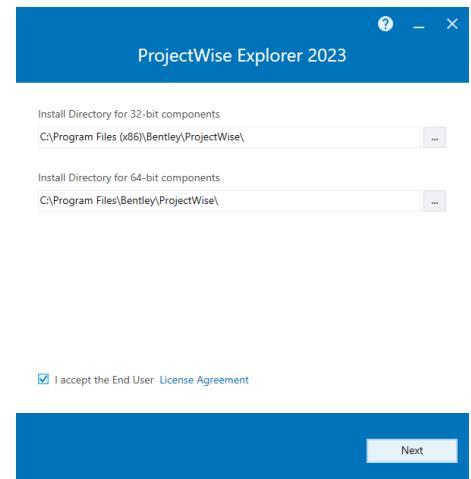 ?
ProjectWise Explorer 2023
Install Directory for 32-bit components
C:\Program Files (x86)\Bentley\ProjectWise\
...
Install Directory for 64-bit components
C:\Program Files\Bentley\ProjectWise\
...
I accept the End User License Agreement
Next